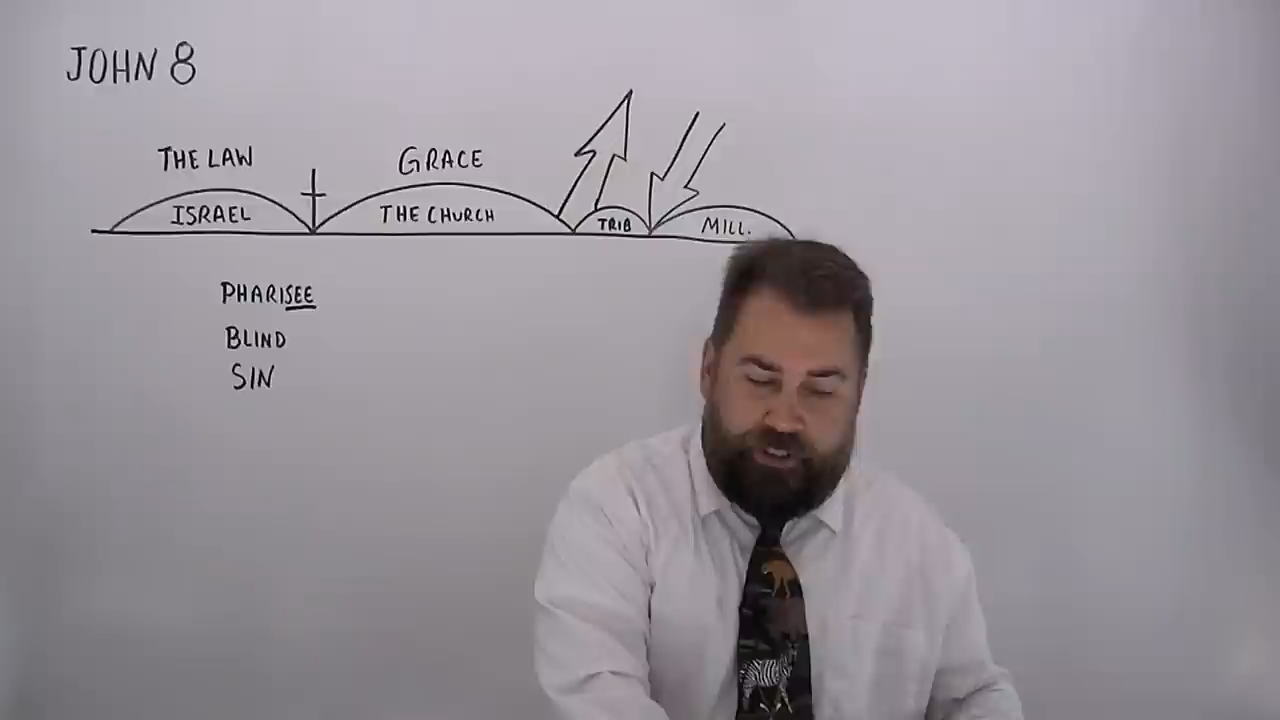 JOHN 8
THE LAW GRACE
ISRAEL THE CHURCH TRIB MILL.
PHARISEE
BLIND
SIN